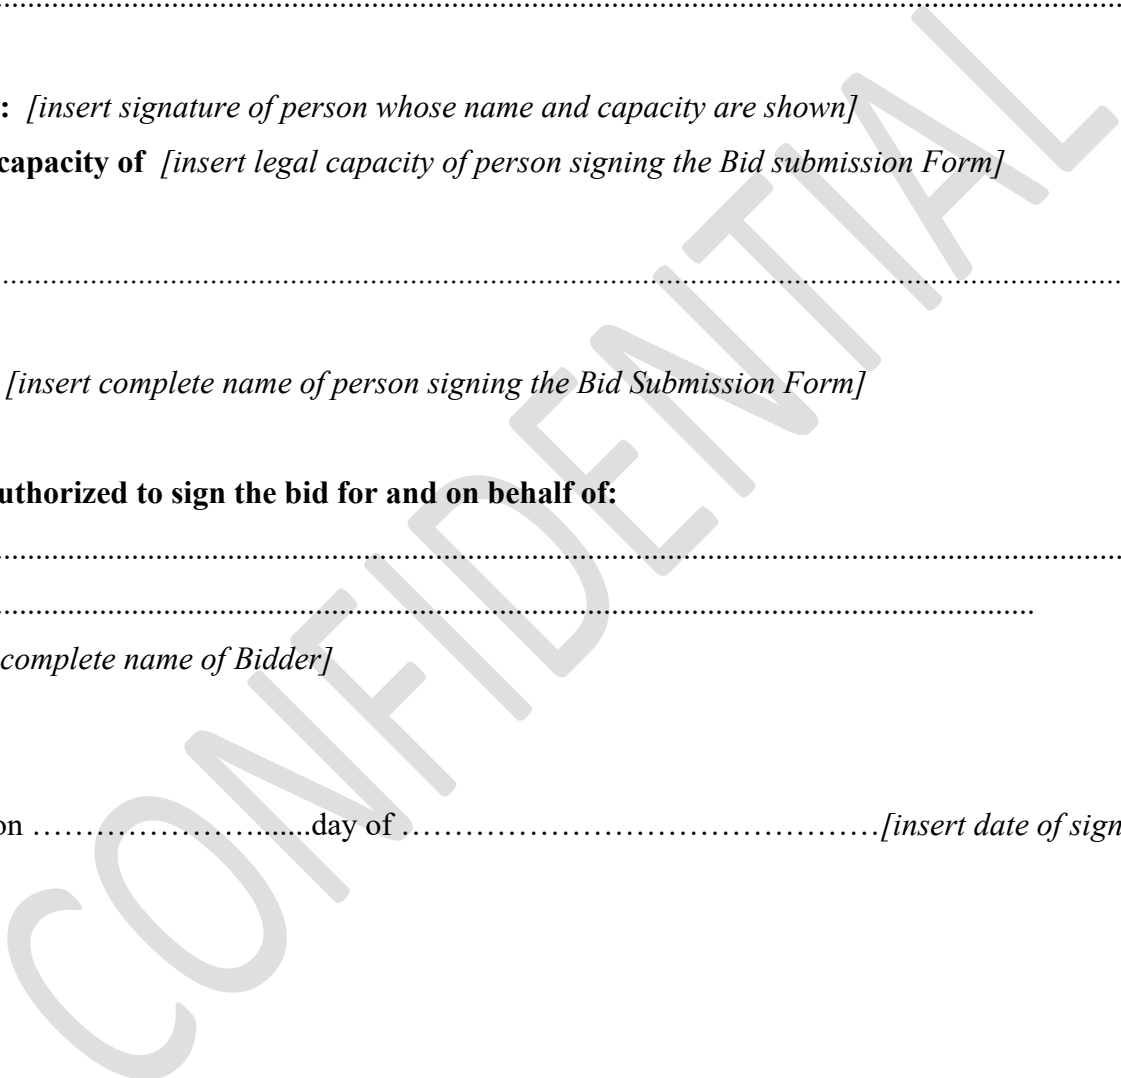 ....................................................................................................................................................
: [insert signature of person whose name and capacity are shown]
capacity of [insert legal capacity of person signing the Bid submission Form]
....................................................................................................................................................
[insert complete name of person signing the Bid Submission Form]
uthorized to sign the bid for and on behalf of:
....................................................................................................................................................
........................................................................................................................................
complete name of Bidder]
on …………………......day of …………………………………………[insert date of sign
CONFIDENTIAL